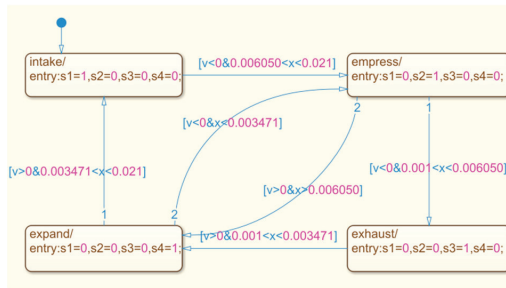 intake/
entry:s1=1,s2=0,s3=0,s4=0;
[v<0&0.006050<x<0.021]
empress/
entry:s1=0,s2=1,s3=0,s4=0;
2
1
[v<0&x<0.003471]
[v>0&0.003471<x<0.021]
[v<0&0.001<x<0.006050]
[v>0&x>0.006050]
1
2
expand/
entry:s1=0,s2=0,s3=0,s4=1;
[v>0&0.001<x<0.003471]
exhaust/
entry:s1=0,s2=0,s3=1,s4=0;